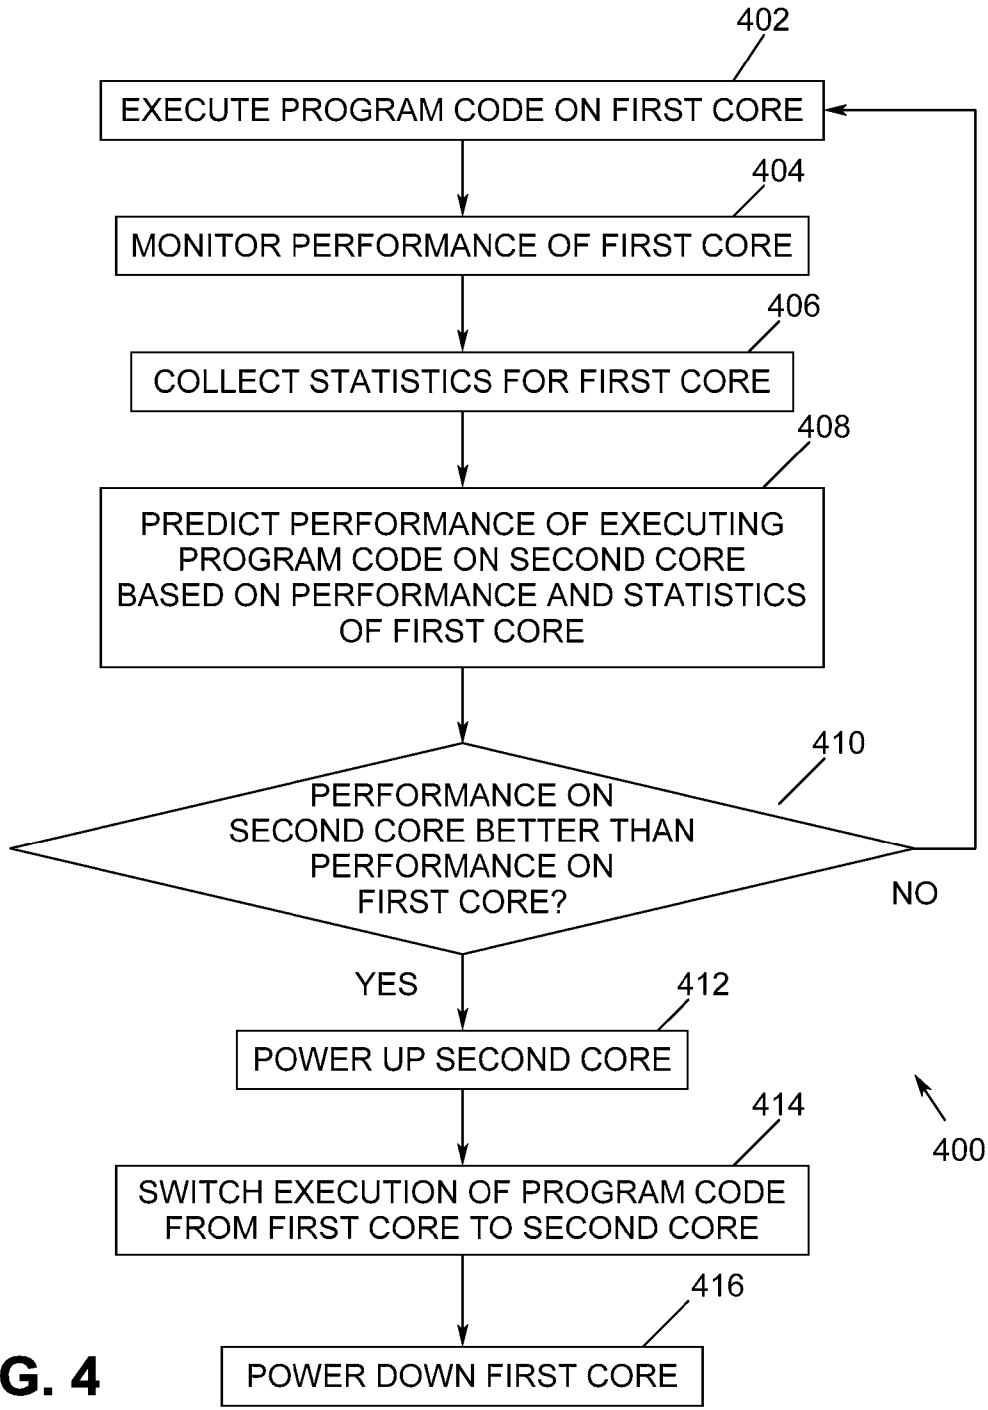 402
EXECUTE PROGRAM CODE ON FIRST CORE
404
MONITOR PERFORMANCE OF FIRST CORE
406
COLLECT STATISTICS FOR FIRST CORE
408
PREDICT PERFORMANCE OF EXECUTING
PROGRAM CODE ON SECOND CORE
BASED ON PERFORMANCE AND STATISTICS
OF FIRST CORE
410
PERFORMANCE ON
SECOND CORE BETTER THAN
PERFORMANCE ON
FIRST CORE?
NO
YES
412
POWER UP SECOND CORE
414
400
SWITCH EXECUTION OF PROGRAM CODE
FROM FIRST CORE TO SECOND CORE
416
POWER DOWN FIRST CORE
G. 4